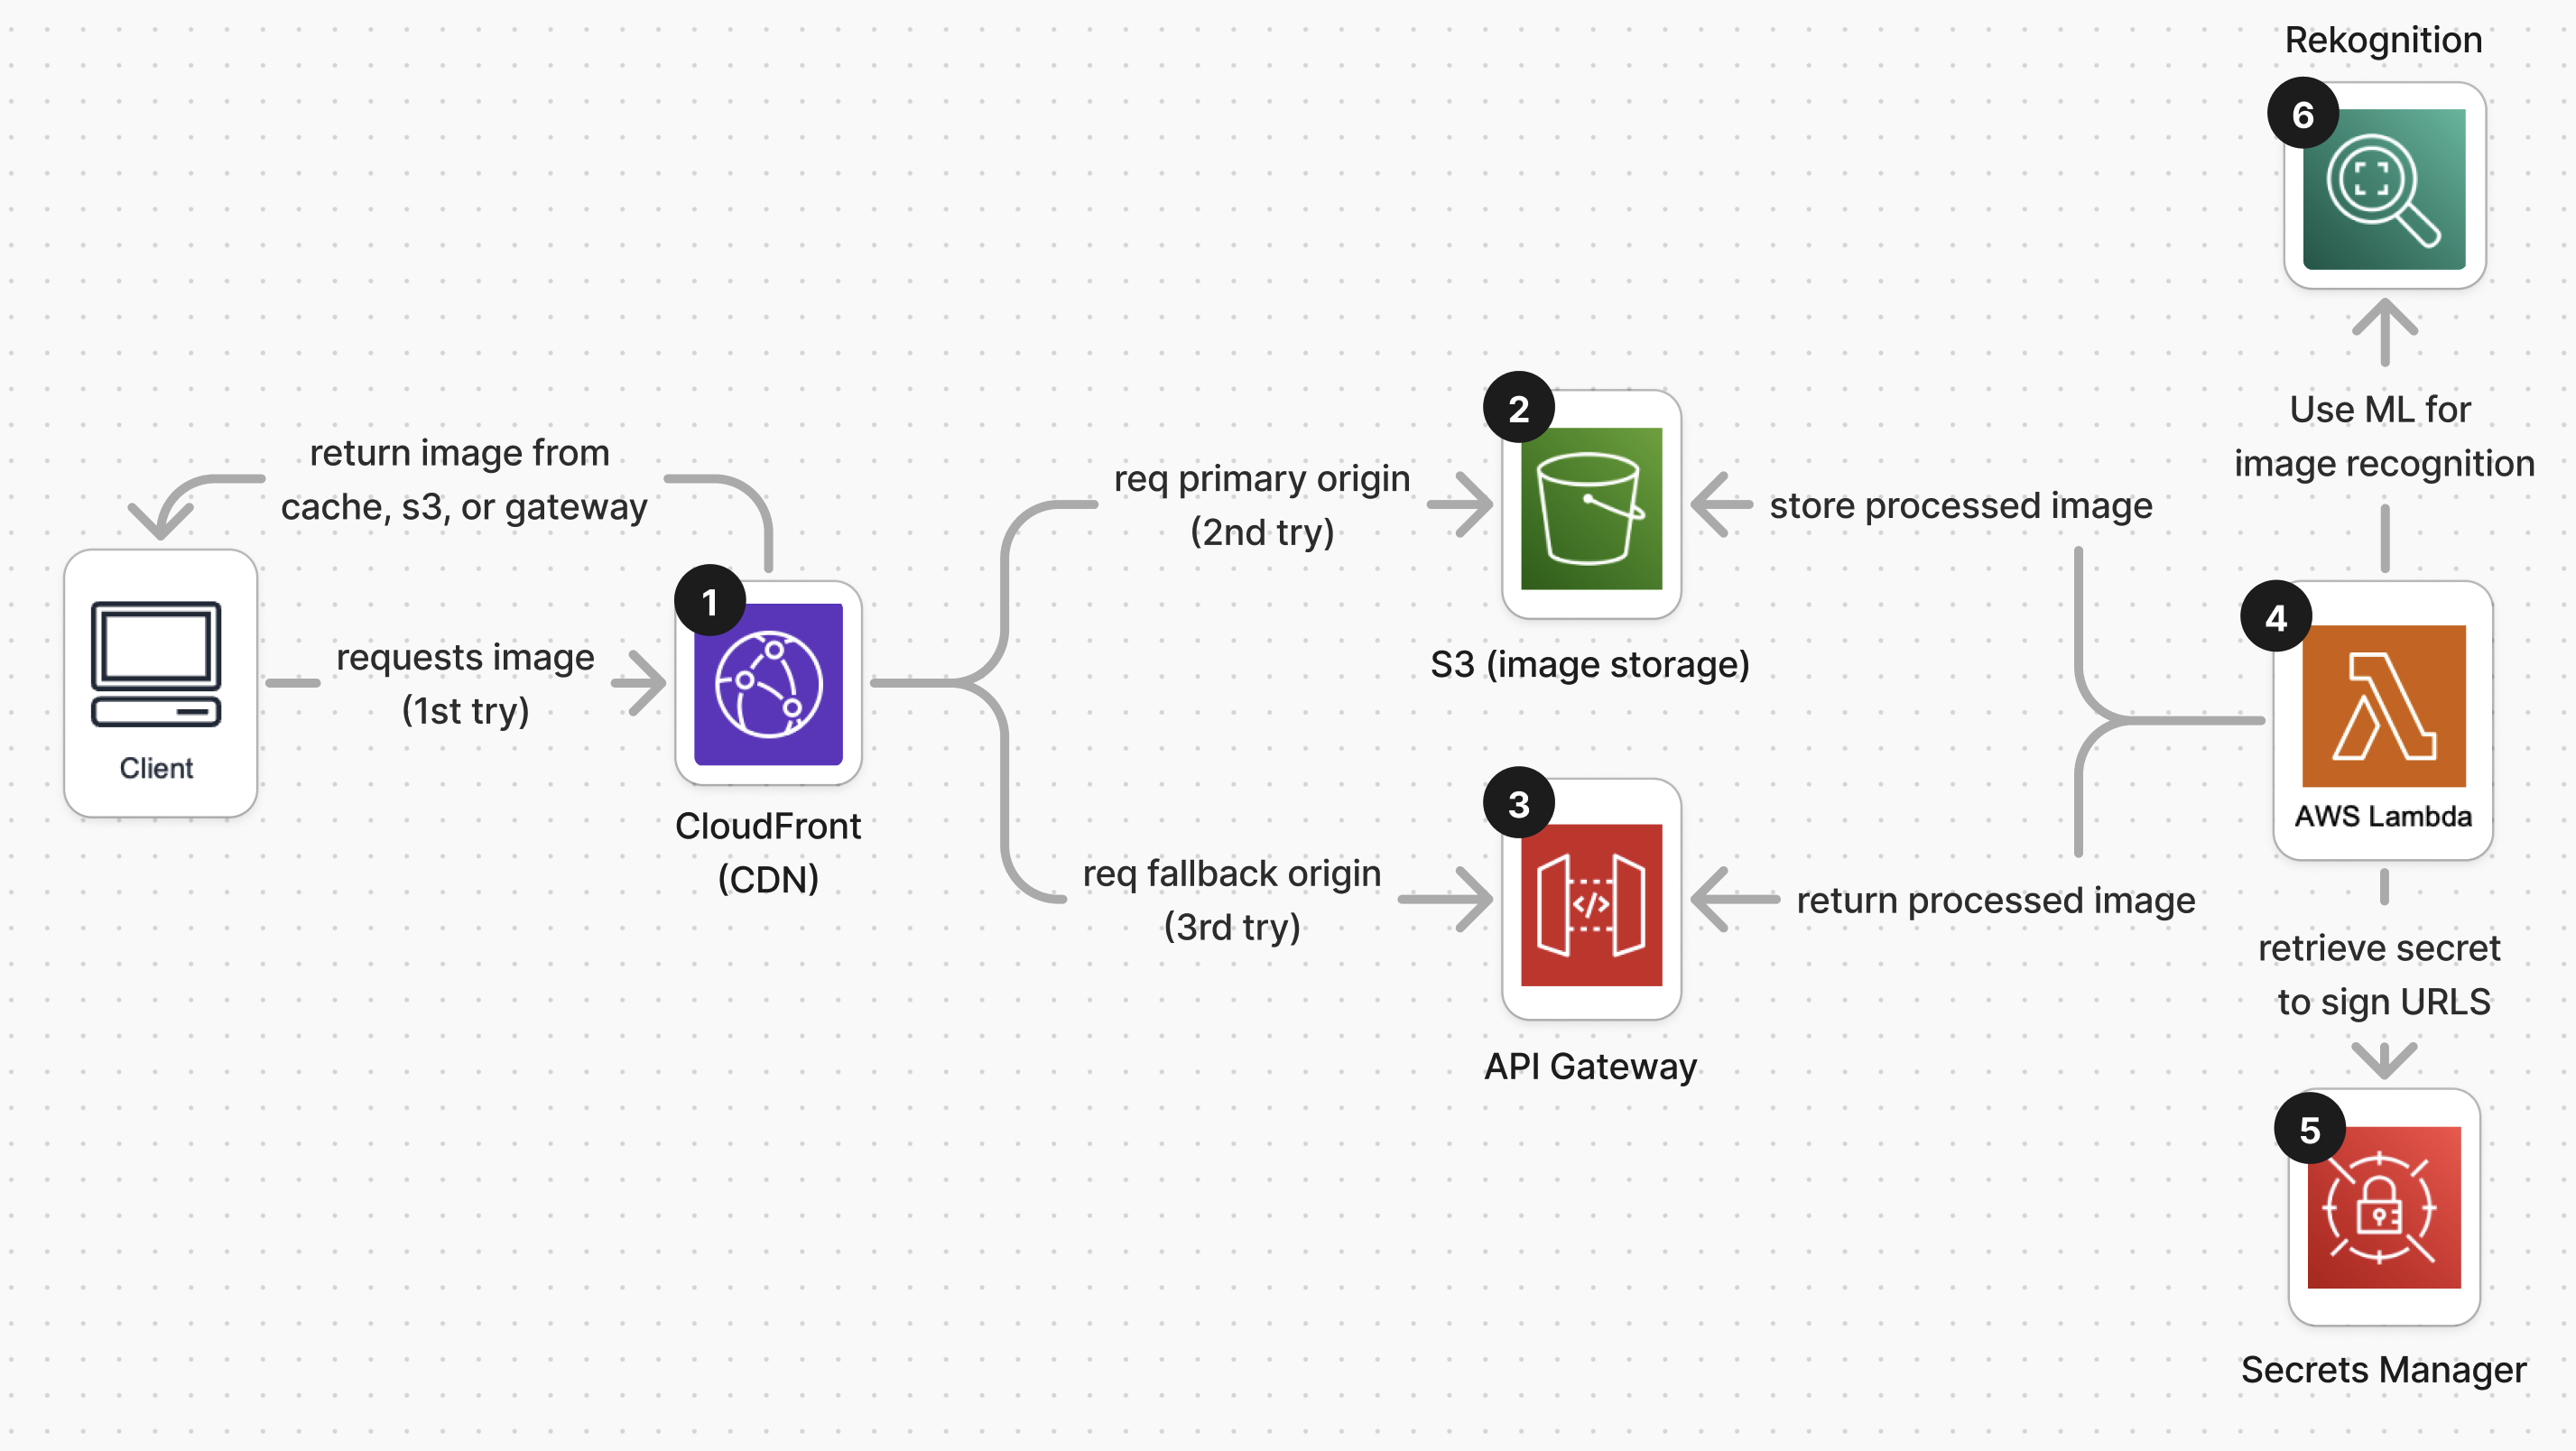 Rekognition
6
Use ML for
image recognition
return image from
cache, s3, or gateway
requests image
(1st try)
Client
1
CloudFront
(CDN)
req primary origin
(2nd try)
2
S3 (image storage)
store processed image
req fallback origin
(3rd try)
3
</>
API Gateway
return processed image
4
AWS Lambda
retrieve secret
to sign URLS
5
Secrets Manager